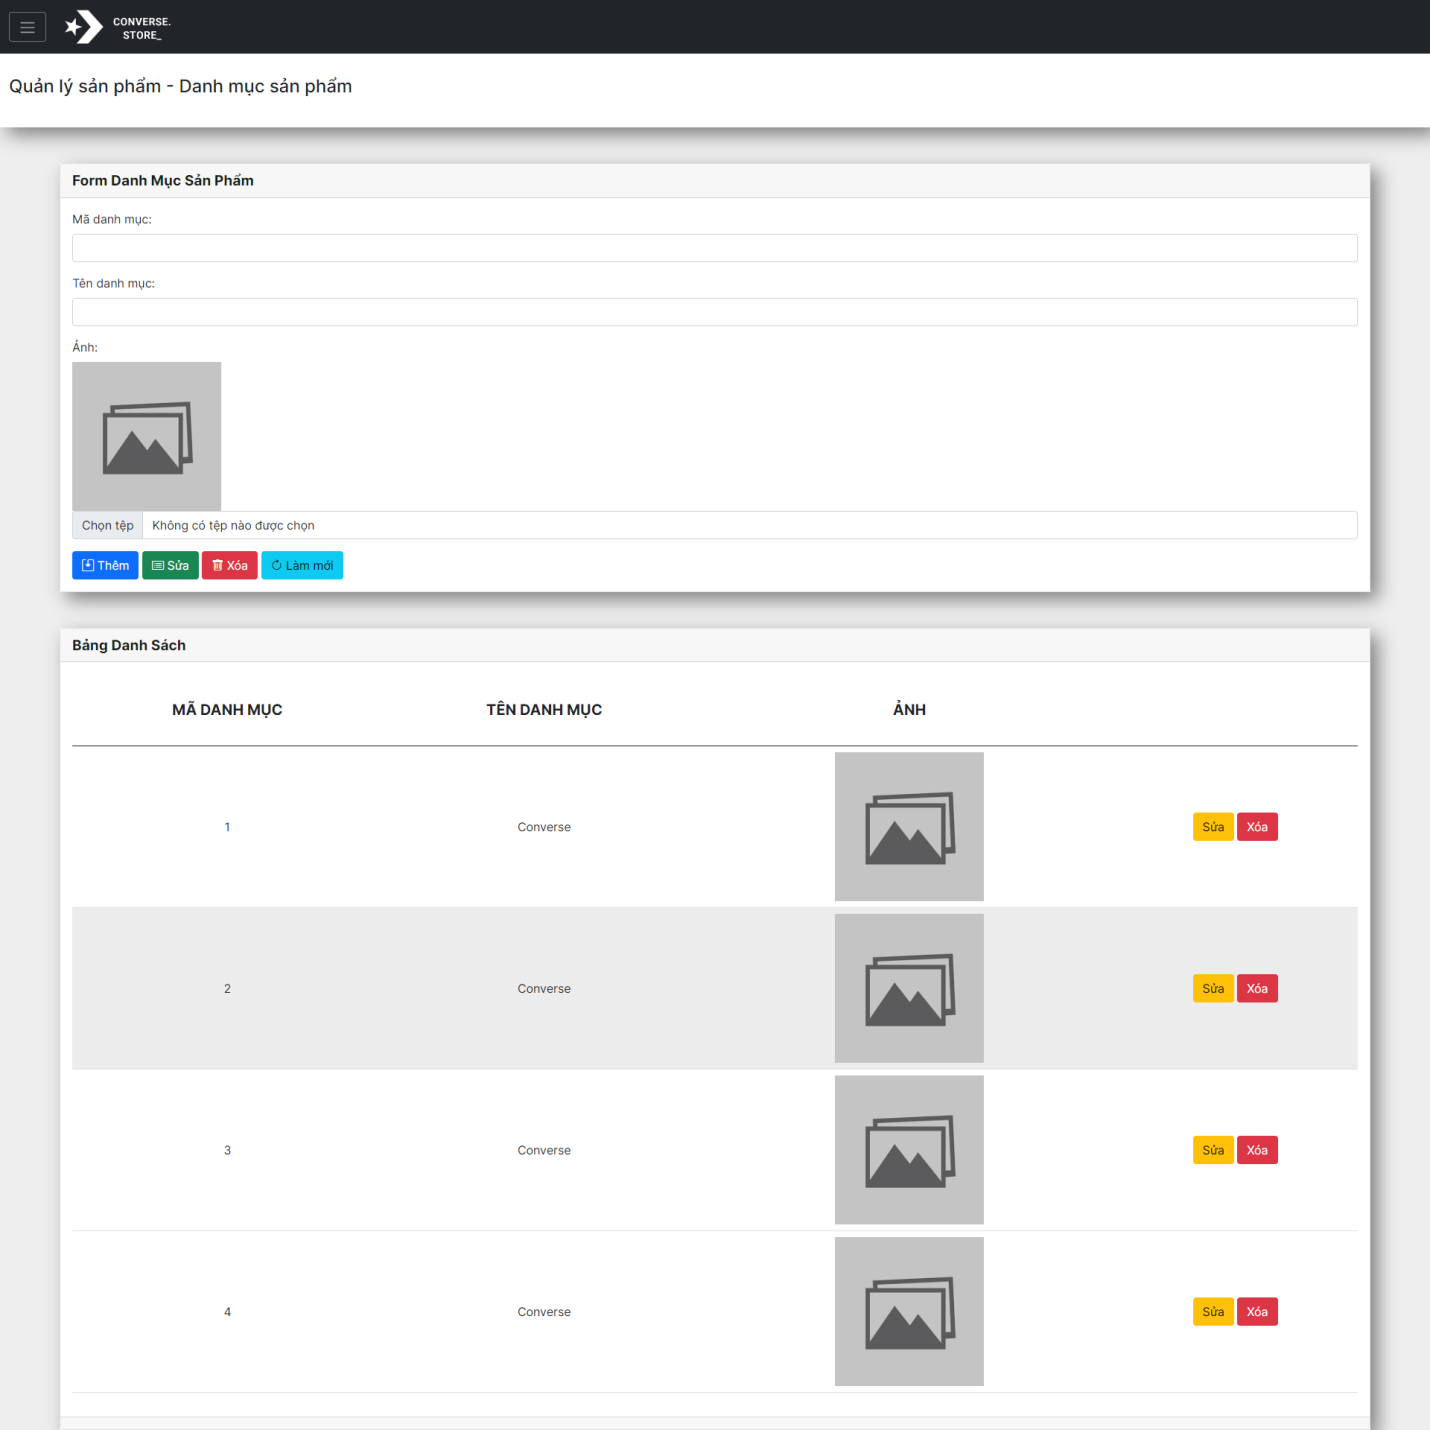 CONVERSE.
STORE_
Quản lý sản phẩm - Danh mục sản phẩm
Form Danh Mục Sản Phẩm
Mã danh mục:
Tên danh mục:
Ảnh:
Chọn tệp Không có tệp nào được chọn
Thêm Sửa Xóa Làm mới
Bảng Danh Sách
MÃ DANH MỤC TÊN DANH MỤC ẢNH
1 Converse Sửa Xóa
2 Converse Sửa Xóa
3 Converse Sửa Xóa
4 Converse Sửa Xóa